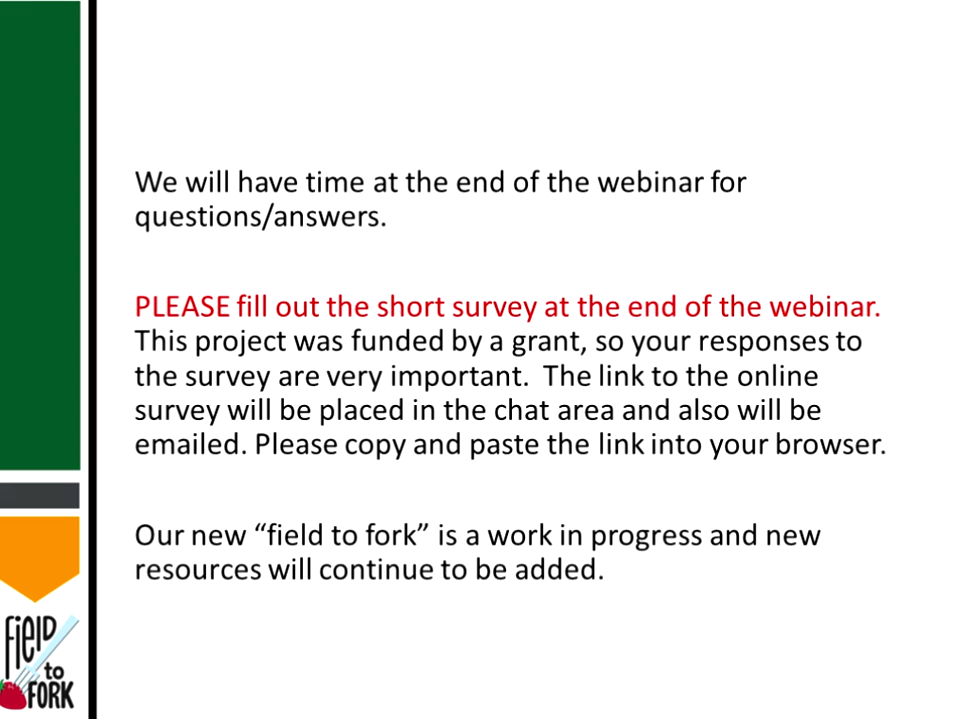 We will have time at the end of the webinar for
questions/answers.
PLEASE fill out the short survey at the end of the webinar.
This project was funded by a grant, so your responses to
the survey are very important.  The link to the online
survey will be placed in the chat area and also will be
emailed. Please copy and paste the link into your browser.
Our new “field to fork” is a work in progress and new
resources will continue to be added.
FIELD
to
FORK